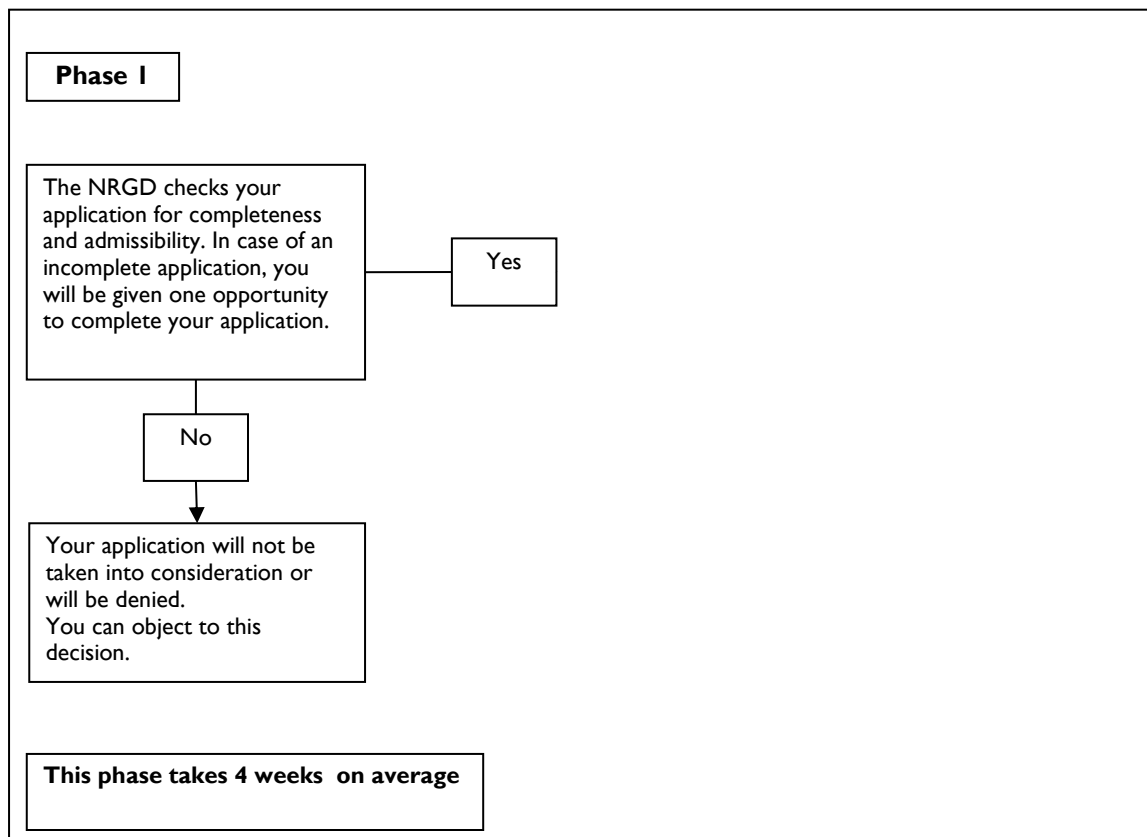 Phase 1
The NRGD checks your
application for completeness
and admissibility. In case of an
incomplete application, you
will be given one opportunity
to complete your application.
Yes
No
Your application will not be
taken into consideration or
will be denied.
You can object to this
decision.
This phase takes 4 weeks on average